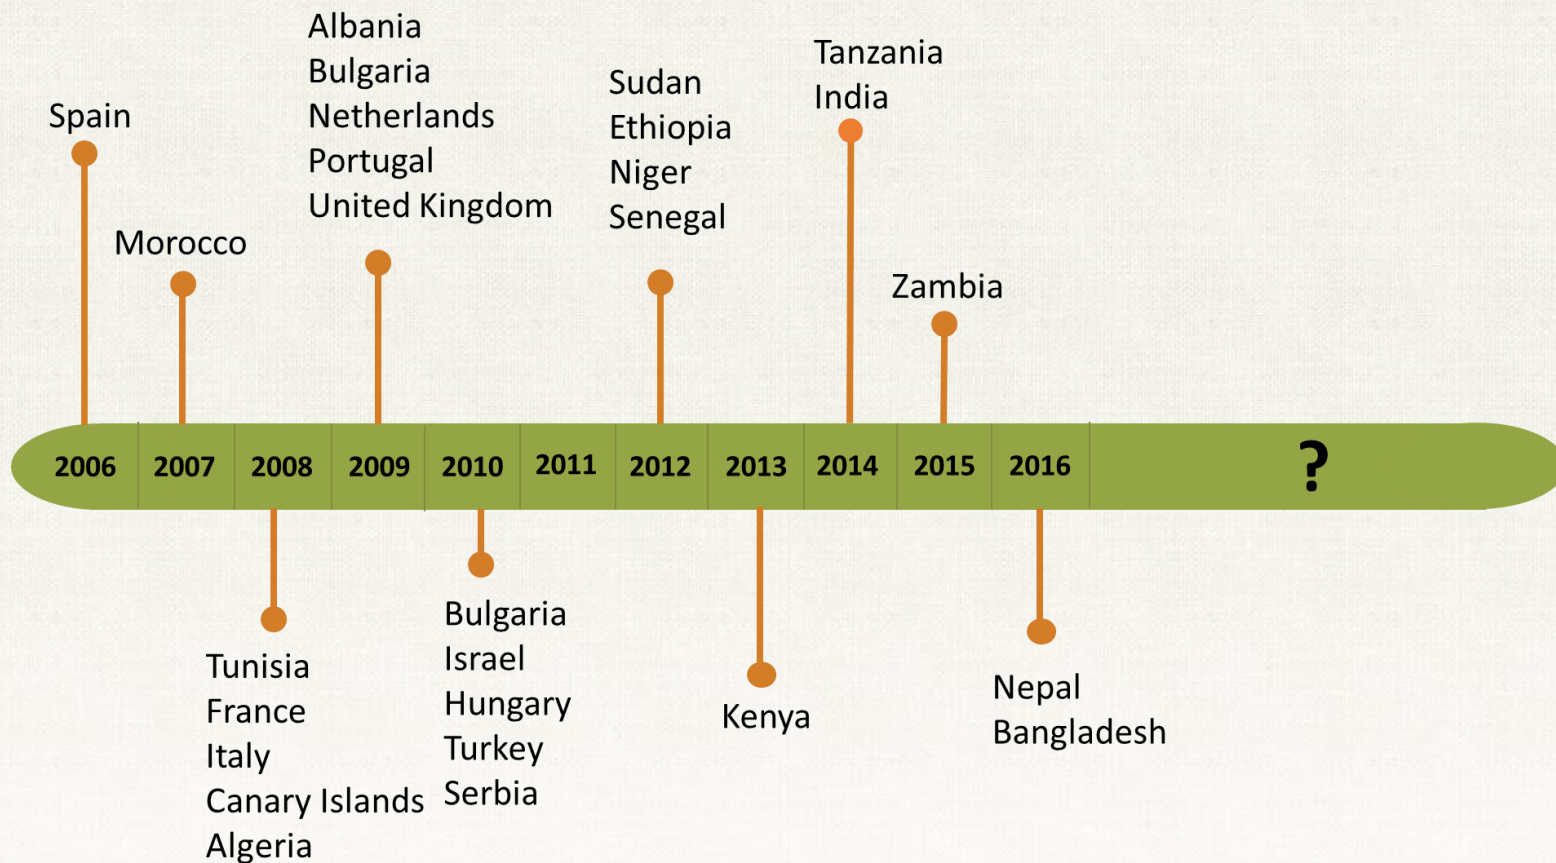 Albania
Bulgaria
Netherlands
Portugal
United Kingdom
Spain
Morocco
Sudan
Ethiopia
Niger
Senegal
Tanzania
India
Zambia
2006 2007 2008 2009 2010 2011 2012 2013 2014 2015 2016 ?
Tunisia
France
Italy
Canary Islands
Algeria
Bulgaria
Israel
Hungary
Turkey
Serbia
Kenya
Nepal
Bangladesh